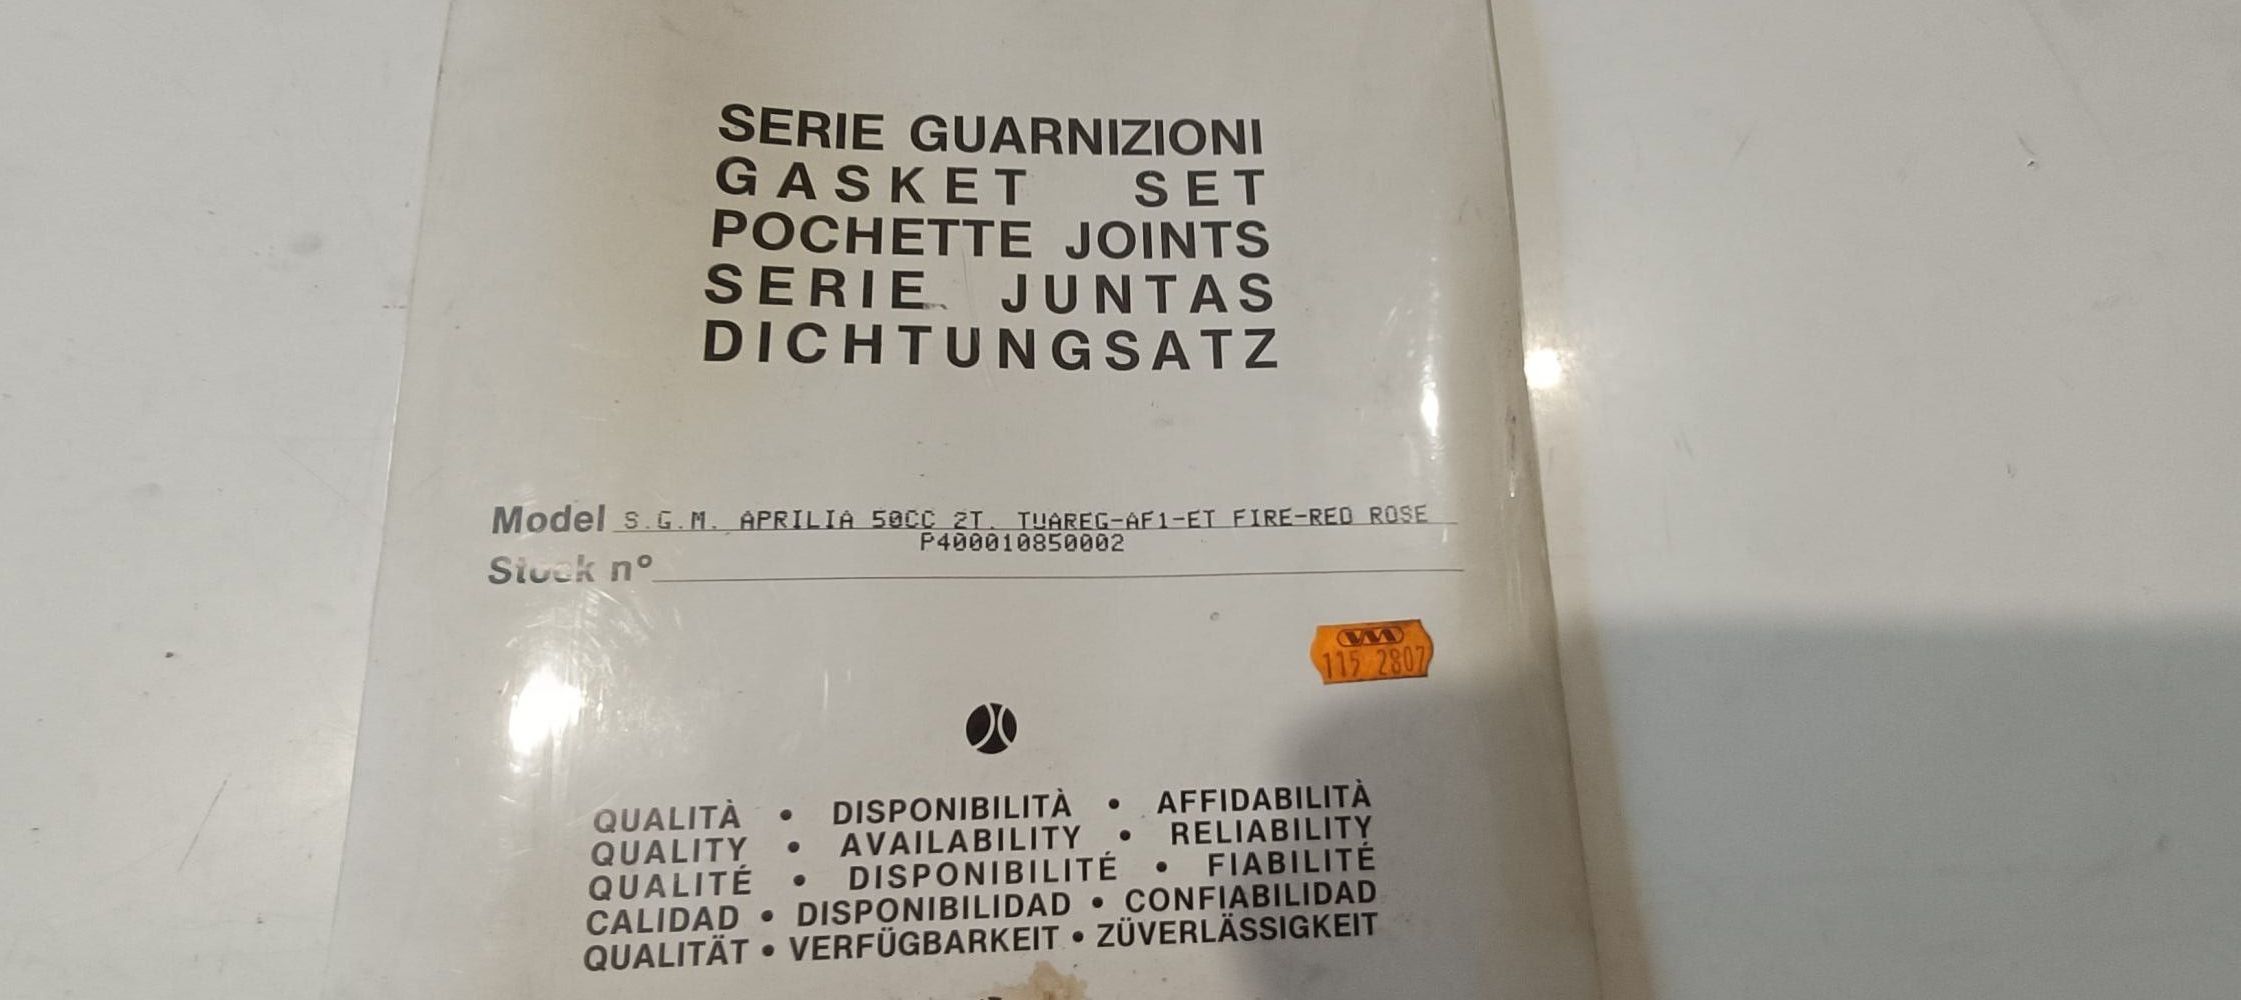 SERIE GUARNIZIONI
GASKET SET
POCHETTE JOINTS
SERIE JUNTAS
DICHTUNGSATZ
Model S.G.M. APRILIA 50CC 2T. TUAREG-AF1-ET FIRE-RED ROSE
P400010850002
Stock n°
115 2807
QUALITÀ • DISPONIBILITÀ • AFFIDABILITÀ
QUALITY • AVAILABILITY • RELIABILITY
QUALITÉ • DISPONIBILITÉ • FIABILITÉ
CALIDAD • DISPONIBILIDAD • CONFIABILIDAD
QUALITÄT • VERFÜGBARKEIT • ZÜVERLÄSSIGKEIT